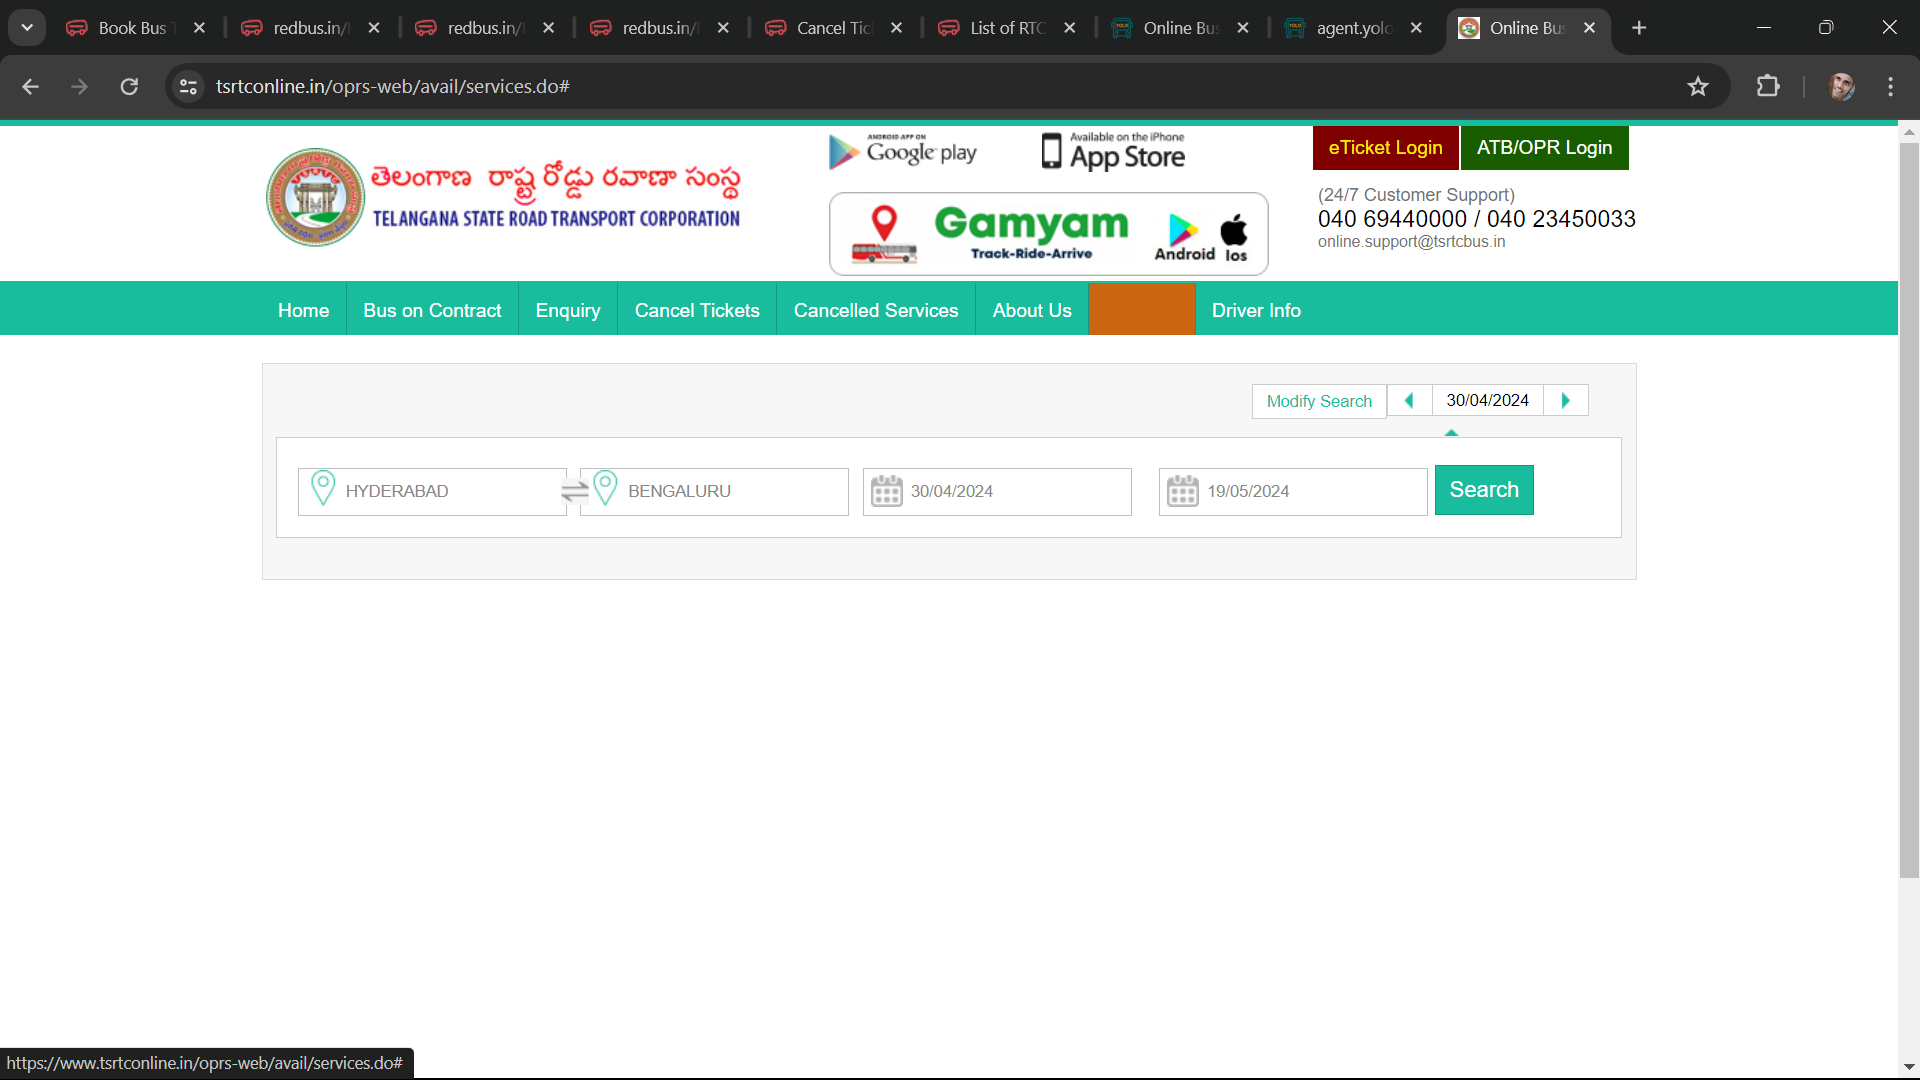 Book Bus T
redbus.in/
redbus.in/
redbus.in/
Cancel Tic
List of RTC
Online Bus
agent.yolo
Online Bus
tsrtconline.in/oprs-web/avail/services.do#
తెలంగాణ రాష్ట్ర రోడ్డు రవాణా సంస్థ
TELANGANA STATE ROAD TRANSPORT CORPORATION
ANDROID APP ON
Google play
Available on the iPhone
App Store
Gamyam
Track-Ride-Arrive
Android Ios
eTicket Login
ATB/OPR Login
(24/7 Customer Support)
040 69440000 / 040 23450033
online.support@tsrtcbus.in
Home Bus on Contract Enquiry Cancel Tickets Cancelled Services About Us Driver Info
Modify Search 30/04/2024
HYDERABAD BENGALURU 30/04/2024 19/05/2024 Search
https://www.tsrtconline.in/oprs-web/avail/services.do#